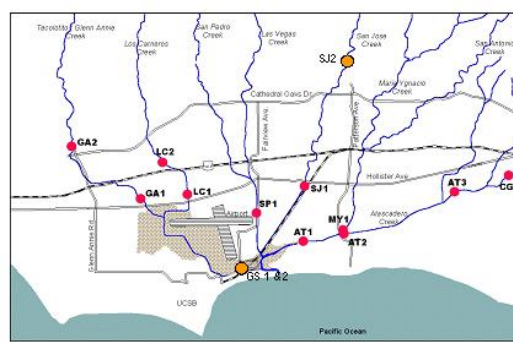 Tecolotito / Glenn Annie
Creek
San Pedro
Creek
Los Carneros
Creek
Las Vegas
Creek
San Jose
Creek
San Antonio
Creek
SJ2
Maria Ygnacio
Creek
Cathedral Oaks Dr.
Fairview Ave.
Patterson Ave
GA2
LC2
Hollister Ave
GA1
LC1
SJ1
AT3
CG
SP1
Airport
Atascadero
Creek
MY1
AT1
AT2
Glenn Annie Rd.
GS 1 & 2
UCSB
Pacific Ocean